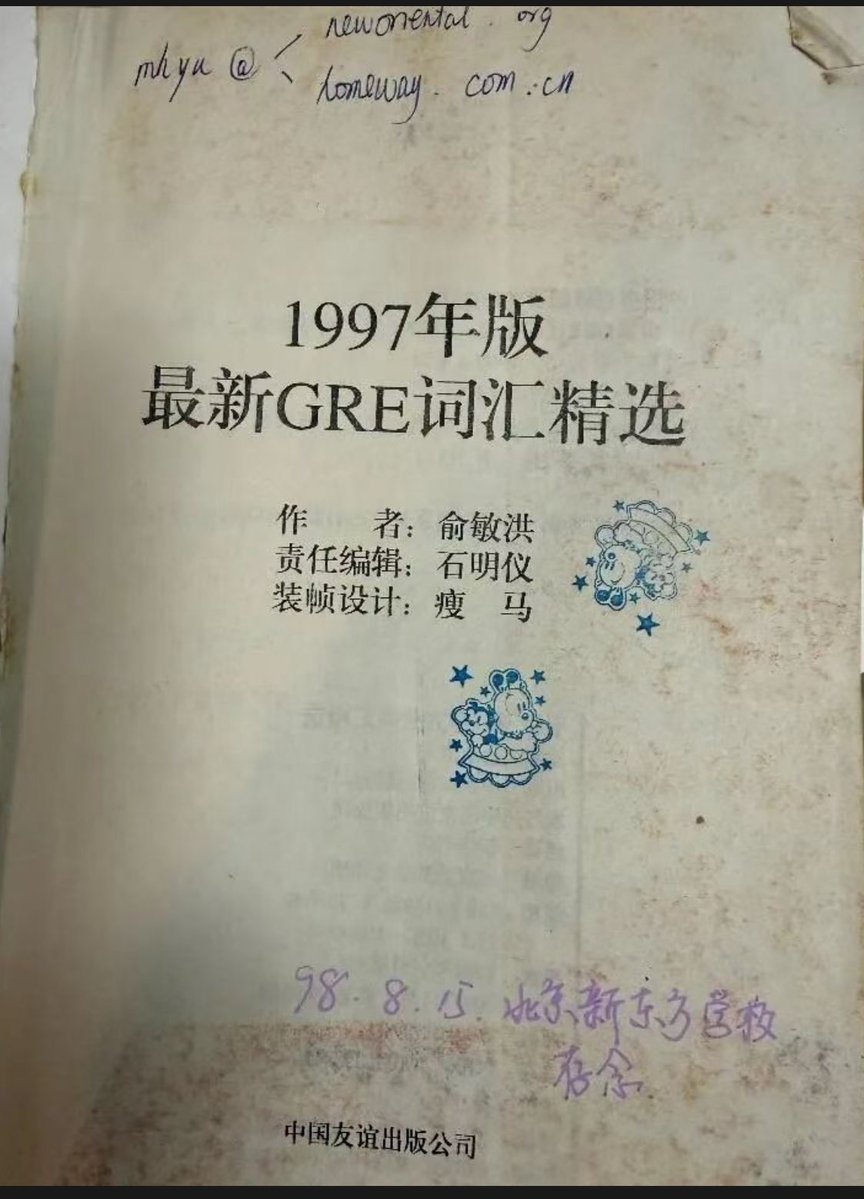 neworiental.org
mhyu@
homeway.com.cn
1997年版
最新GRE词汇精选
作 者：俞敏洪
责任编辑：石明仪
装帧设计：瘦 马
98.8.15.北京新东方学校
存念
中国友谊出版公司